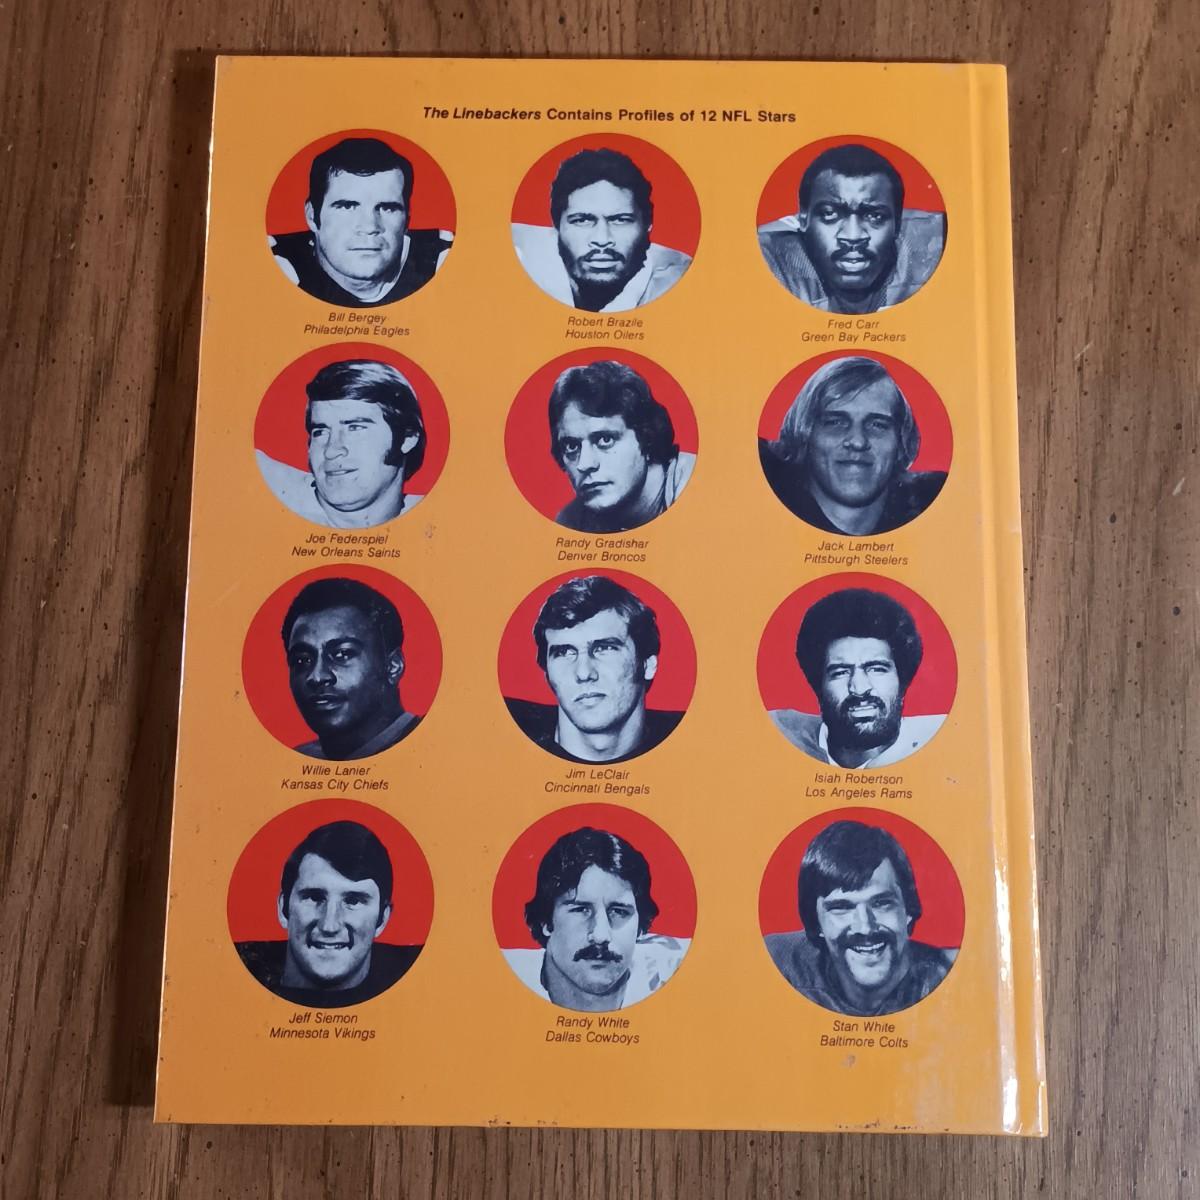 The Linebackers Contains Profiles of 12 NFL Stars
Bill Bergey
Philadelphia Eagles
Robert Brazile
Houston Oilers
Fred Carr
Green Bay Packers
Joe Federspiel
New Orleans Saints
Randy Gradishar
Denver Broncos
Jack Lambert
Pittsburgh Steelers
Willie Lanier
Kansas City Chiefs
Jim LeClair
Cincinnati Bengals
Isiah Robertson
Los Angeles Rams
Jeff Siemon
Minnesota Vikings
Randy White
Dallas Cowboys
Stan White
Baltimore Colts